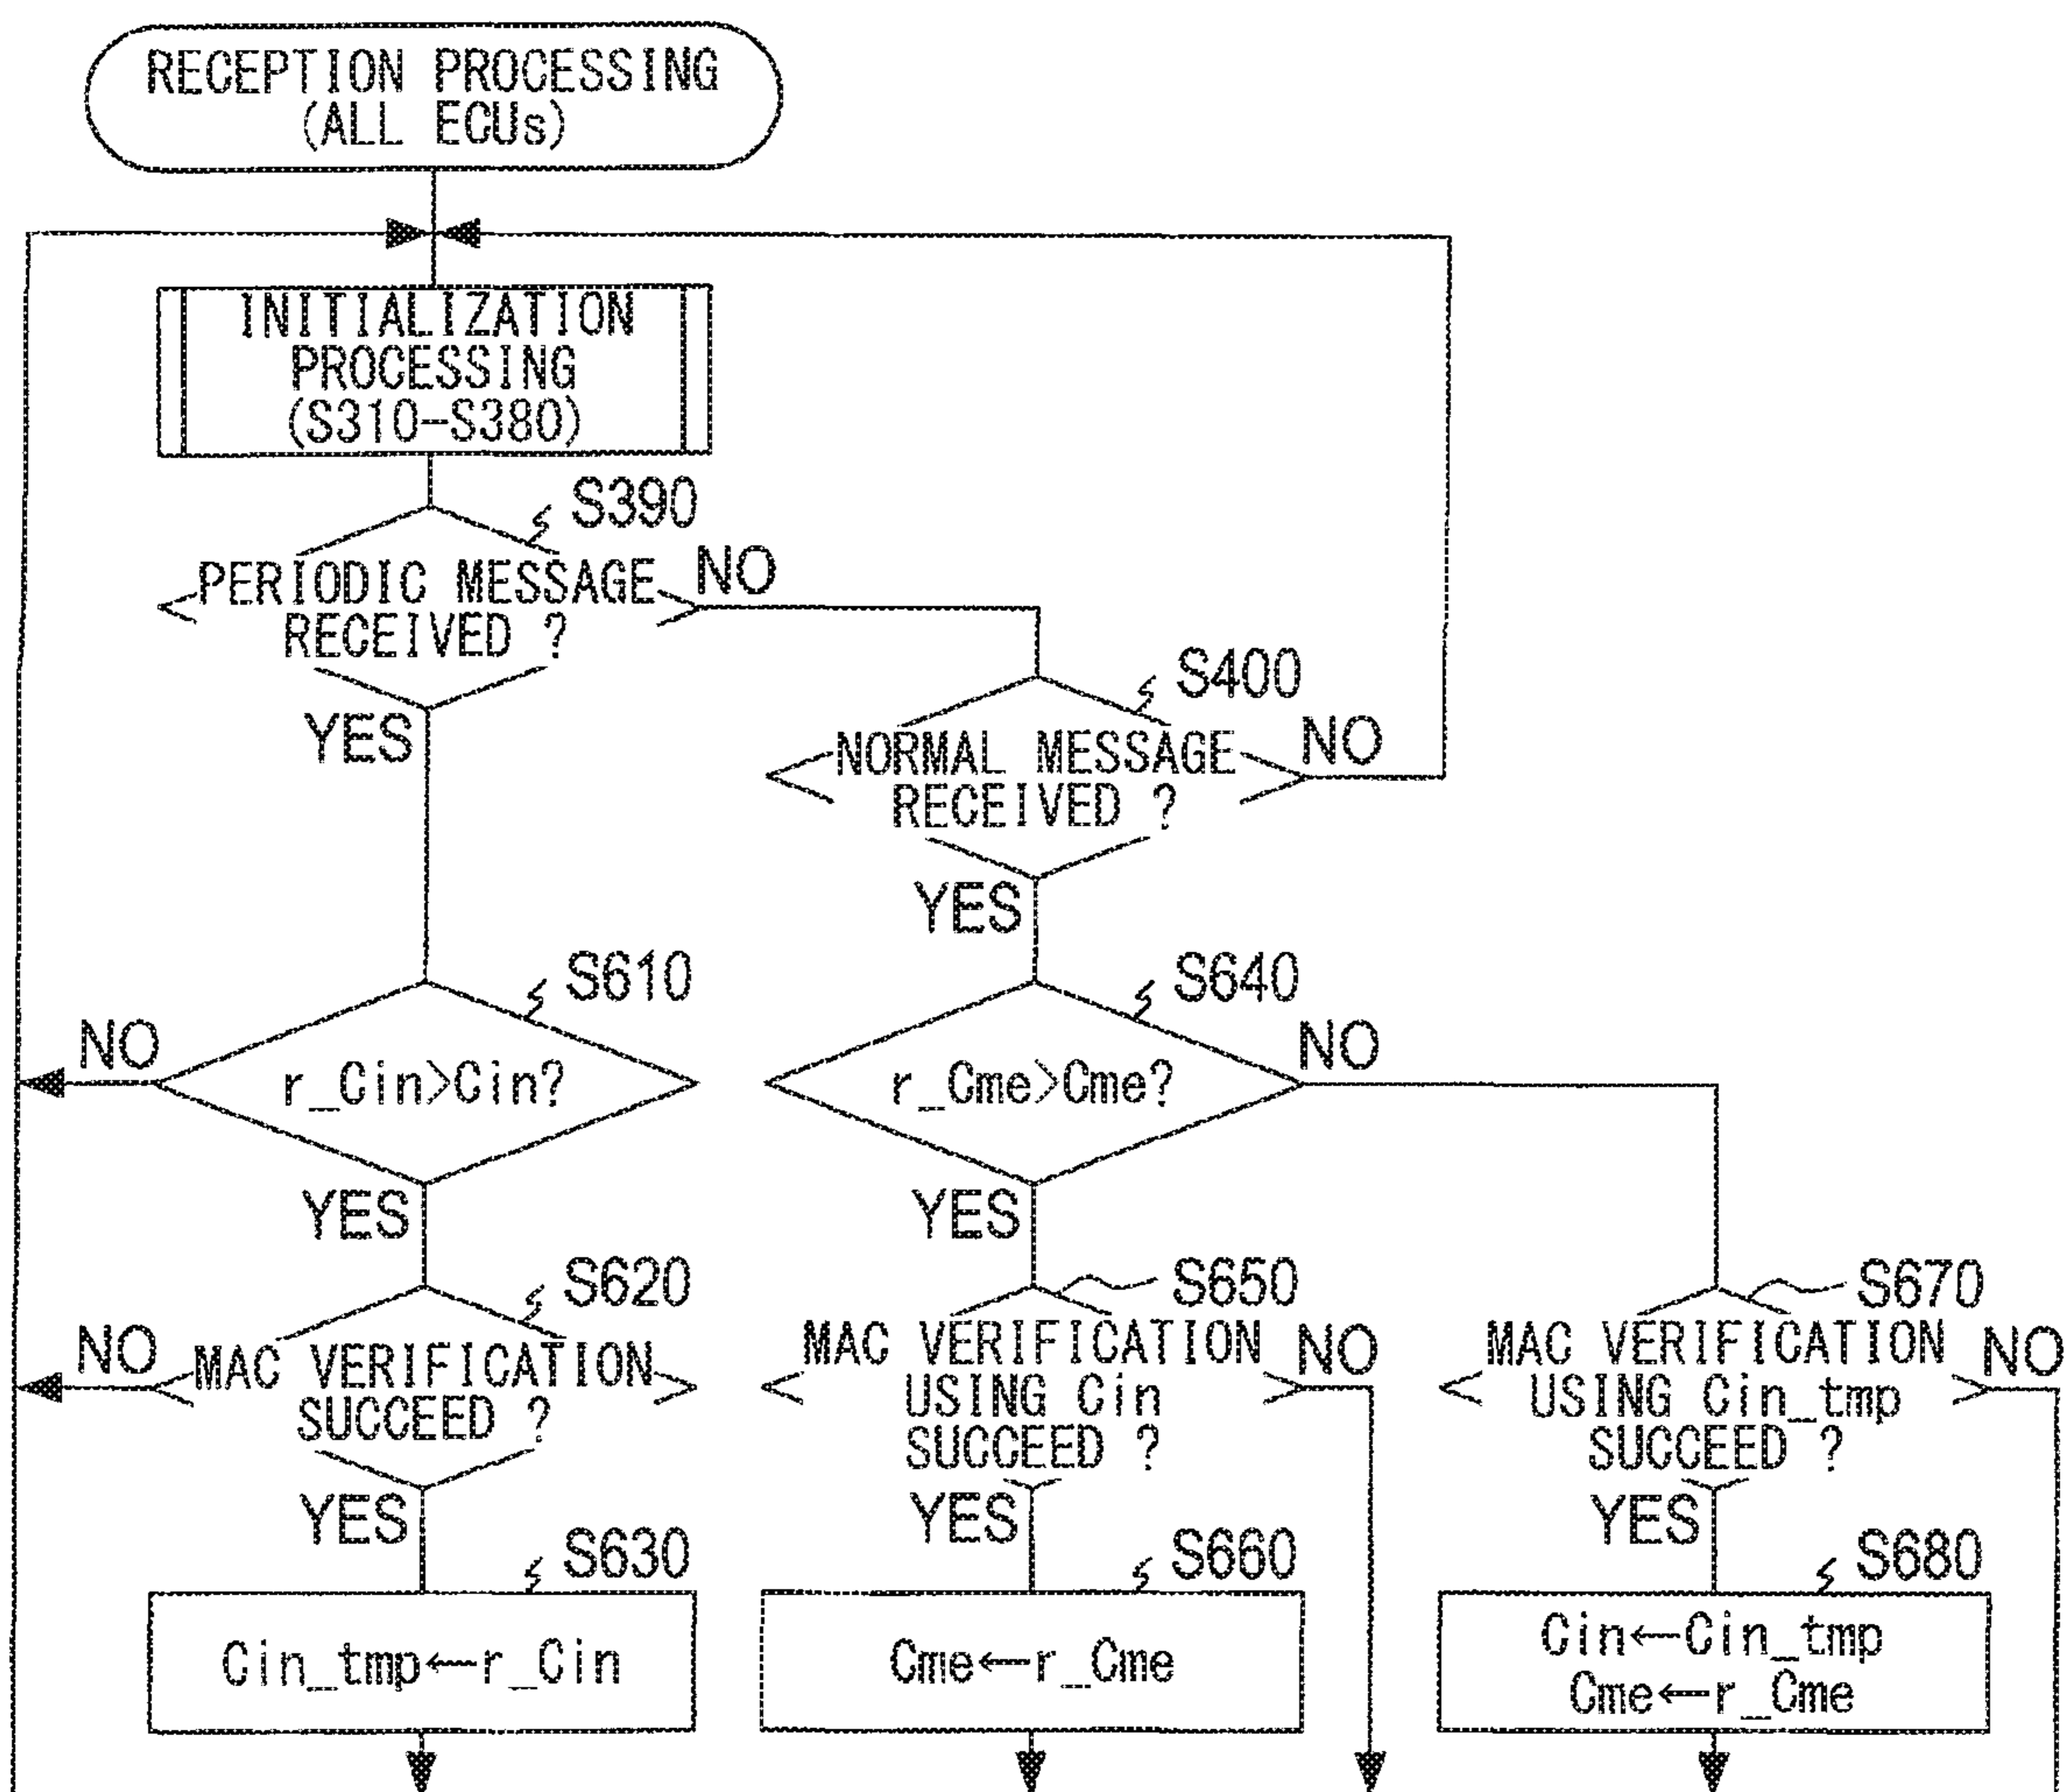 RECEPTION PROCESSING
(ALL ECUs)
INITIALIZATION
PROCESSING
(S310-S380)
S390
PERIODIC MESSAGE
RECEIVED ?
NO
YES
S400
NORMAL MESSAGE
RECEIVED ?
NO
YES
S610
r_Cin>Cin?
NO
YES
S640
r_Cme>Cme?
NO
YES
S620
MAC VERIFICATION
SUCCEED ?
NO
YES
S650
MAC VERIFICATION
USING Cin
SUCCEED ?
NO
YES
S670
MAC VERIFICATION
USING Cin_tmp
SUCCEED ?
NO
YES
S630
Cin_tmp←r_Cin
S660
Cme←r_Cme
S680
Cin←Cin_tmp
Cme←r_Cme